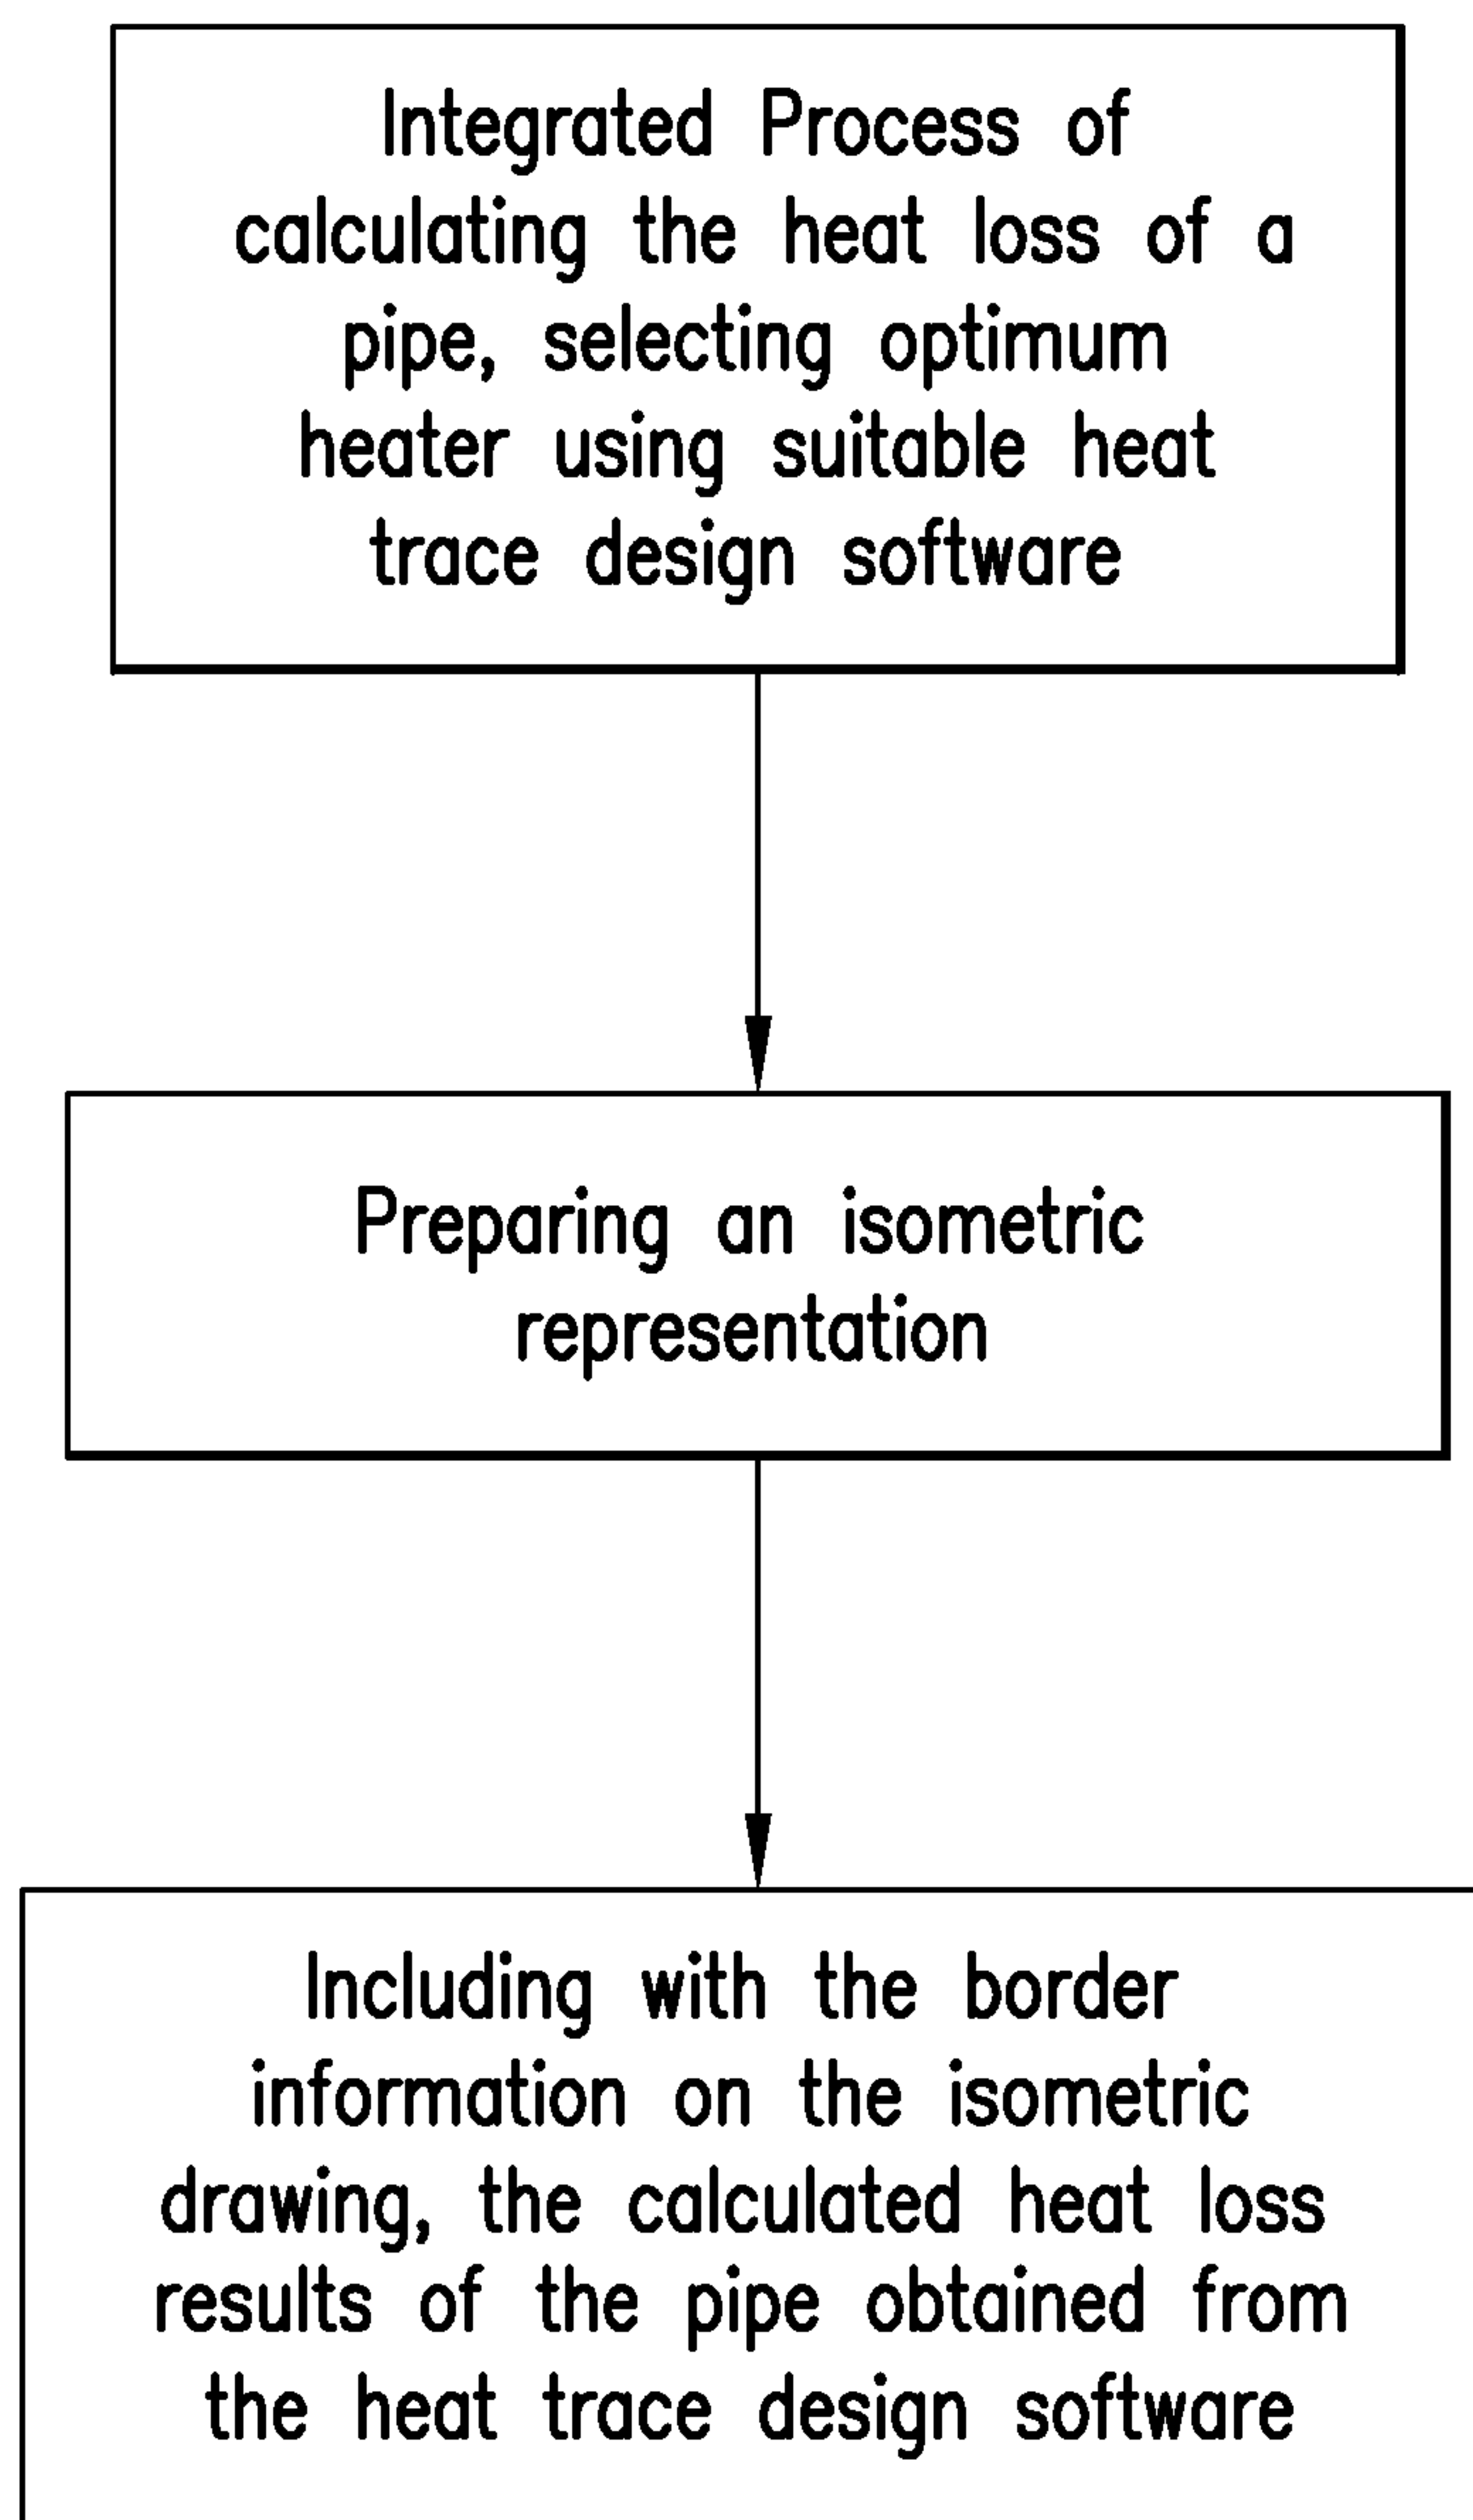 Integrated Process of
calculating the heat loss of a
pipe, selecting optimum
heater using suitable heat
trace design software
Preparing an isometric
representation
Including with the border
information on the isometric
drawing, the calculated heat loss
results of the pipe obtained from
the heat trace design software